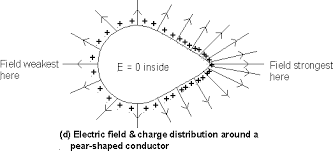 Field weakest
here
E = 0 inside
Field strongest
here
(d) Electric field & charge distribution around a
pear-shaped conductor